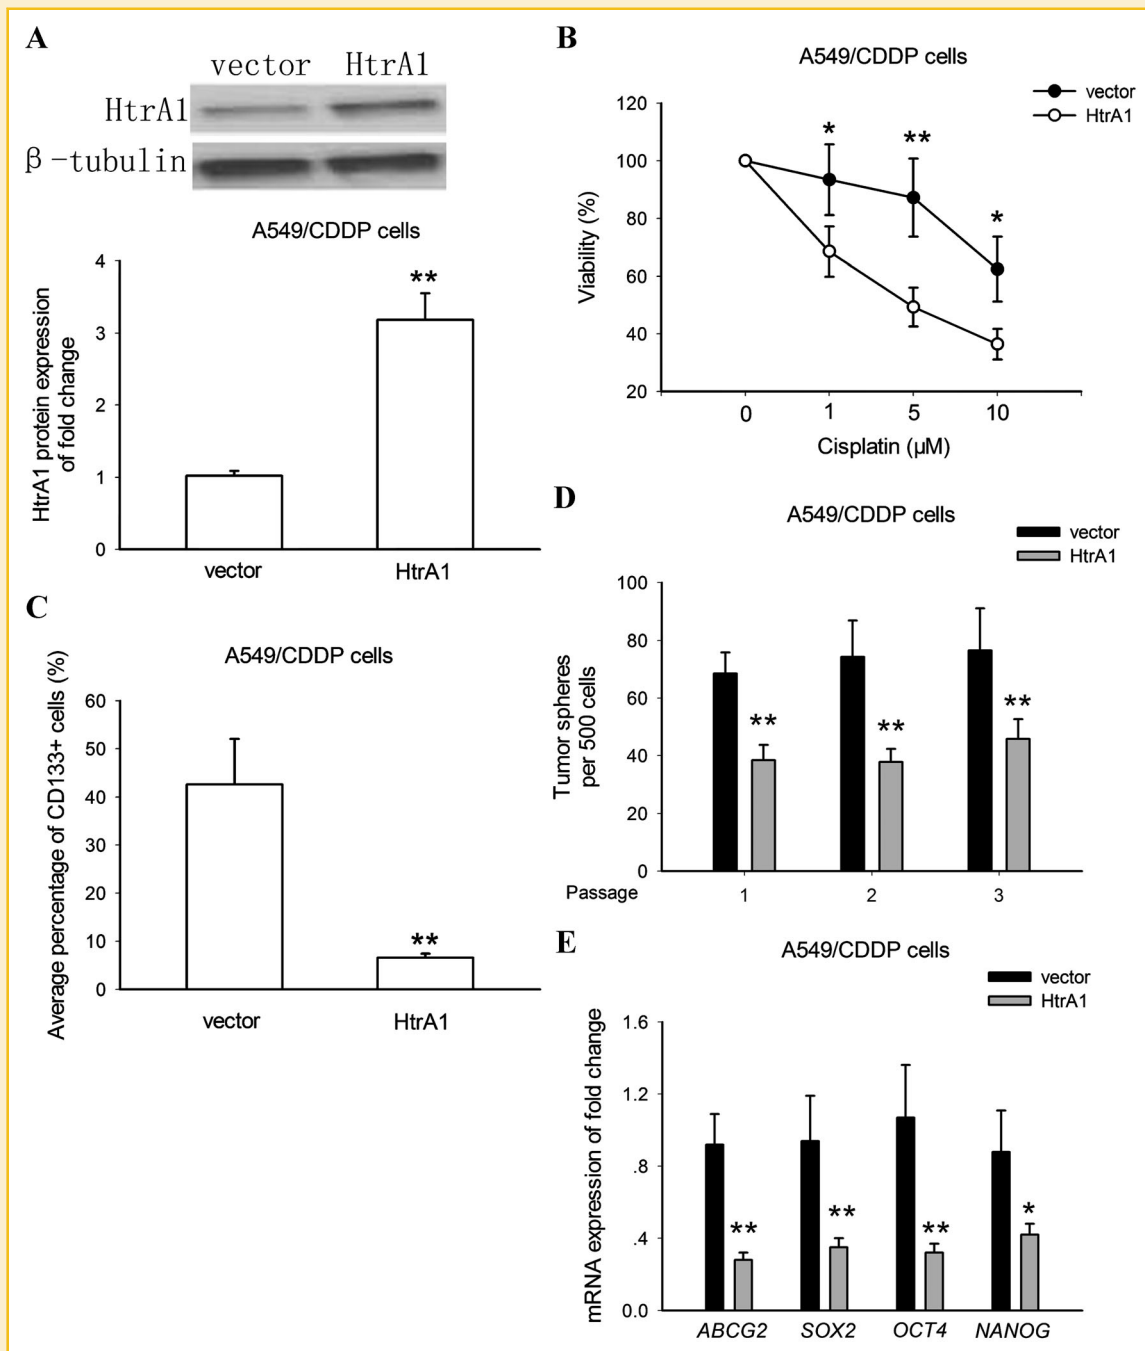 A
vector HtrA1
HtrA1
β-tubulin
A549/CDDP cells
HtrA1 protein expression
of fold change
4
**
3
2
1
0
vector HtrA1
B
A549/CDDP cells
vector
HtrA1
Viability (%)
120
100
80
60
40
20
* ** *
0 1 5 10
Cisplatin (µM)
C
A549/CDDP cells
Average percentage of CD133+ cells (%)
60
50
40
30
20
10
0
**
vector HtrA1
D
A549/CDDP cells
vector
HtrA1
Tumor spheres
per 500 cells
100
80
60
40
20
0
** ** **
Passage 1 2 3
E
A549/CDDP cells
vector
HtrA1
mRNA expression of fold change
1.6
1.2
.8
.4
0.0
** ** ** *
ABCG2 SOX2 OCT4 NANOG